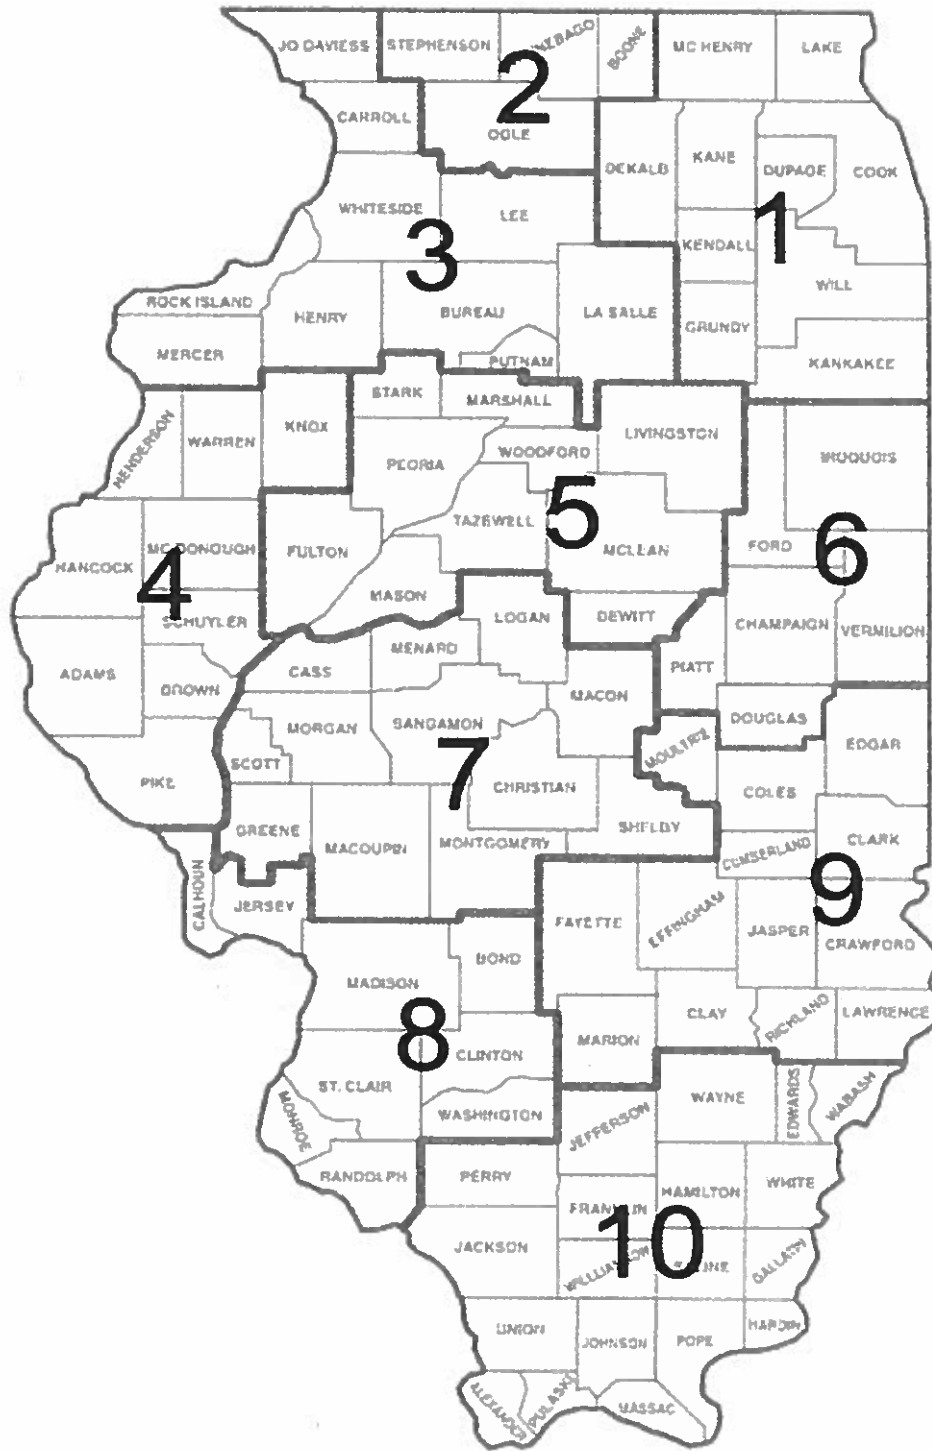 JO DAVIESS
STEPHENSON
BOONE
MC HENRY
LAKE
2
CARROLL
OGLE
DEKALB
KANE
DUPAGE
COOK
WHITESIDE
LEE
1
3
KENDALL
ROCK ISLAND
HENRY
BUREAU
LA SALLE
WILL
GRUNDY
MERCER
PUTNAM
KANKAKEE
STARK
MARSHALL
HENDERSON
WARREN
KNOX
LIVINGSTON
PEORIA
WOODFORD
IROQUOIS
5
TAZEWELL
6
HANCOCK
MC DONOUGH
FULTON
MCLEAN
FORD
4
MASON
SCHUYLER
LOGAN
DEWITT
CHAMPAIGN
VERMILION
ADAMS
CASS
MENARD
PIATT
BROWN
MACON
MORGAN
SANGAMON
DOUGLAS
EDGAR
SCOTT
7
MOULTRIE
PIKE
CHRISTIAN
COLES
GREENE
MACOUPIN
MONTGOMERY
SHELBY
CUMBERLAND
CLARK
9
CALHOUN
JERSEY
FAYETTE
EFFINGHAM
JASPER
CRAWFORD
MADISON
BOND
8
CLAY
RICHLAND
LAWRENCE
CLINTON
MARION
ST. CLAIR
WAYNE
EDWARDS
WABASH
MONROE
WASHINGTON
JEFFERSON
RANDOLPH
PERRY
HAMILTON
WHITE
FRANKLIN
10
JACKSON
WILLIAMSON
GALLATIN
UNION
JOHNSON
POPE
HARDIN
ALEXANDER
PULASKI
MASSAC